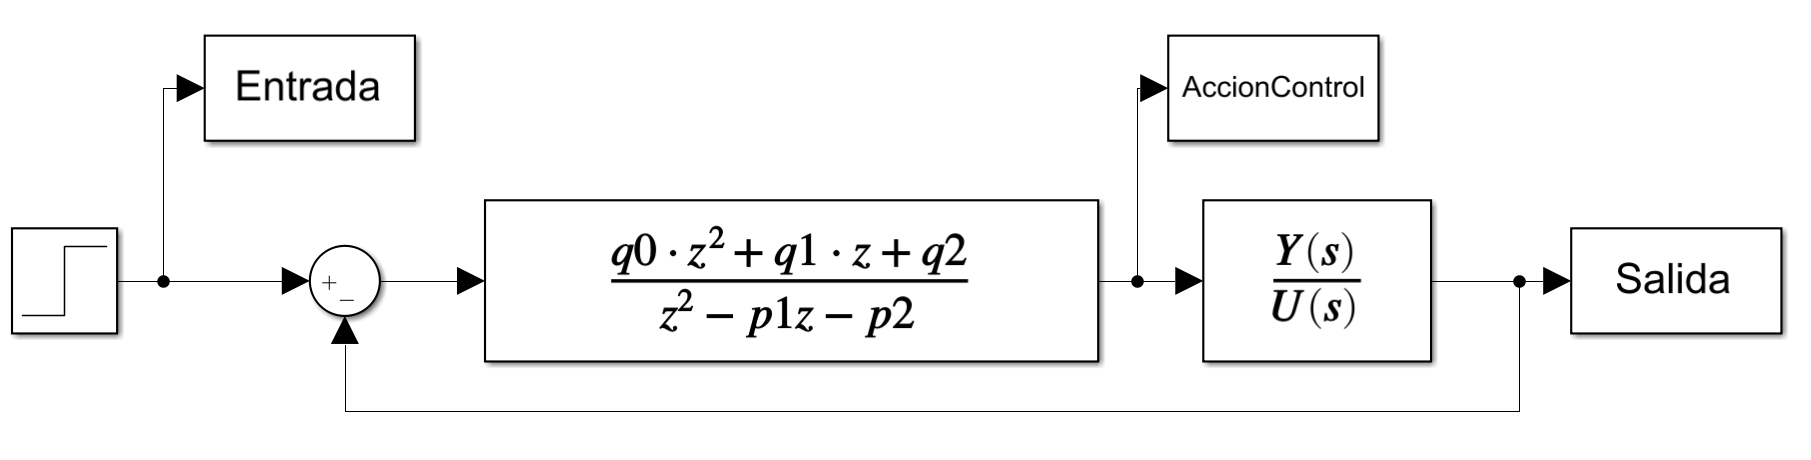 Entrada
AccionControl
+
−
q0 · z² + q1 · z + q2
z² − p1z − p2
Y(s)
U(s)
Salida